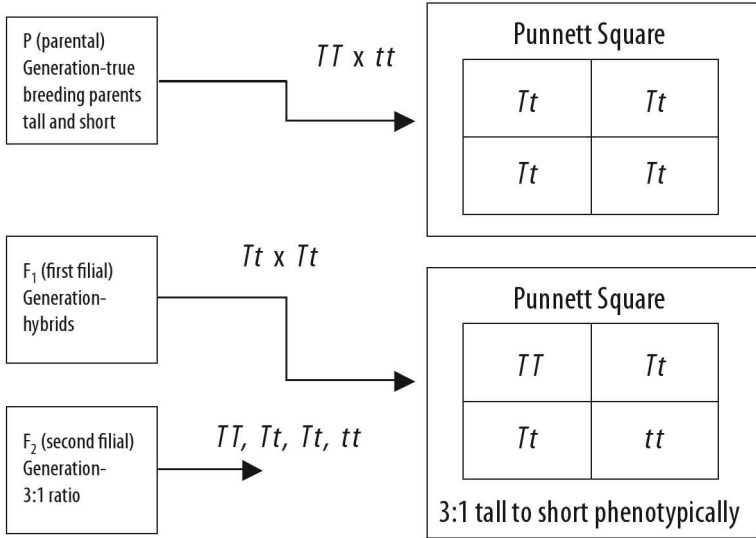 P (parental)
Generation-true
breeding parents
tall and short
TT x tt
Punnett Square
Tt Tt
Tt Tt
F1 (first filial)
Generation-
hybrids
Tt x Tt
Punnett Square
TT Tt
Tt tt
3:1 tall to short phenotypically
F2 (second filial)
Generation-
3:1 ratio
TT, Tt, Tt, tt